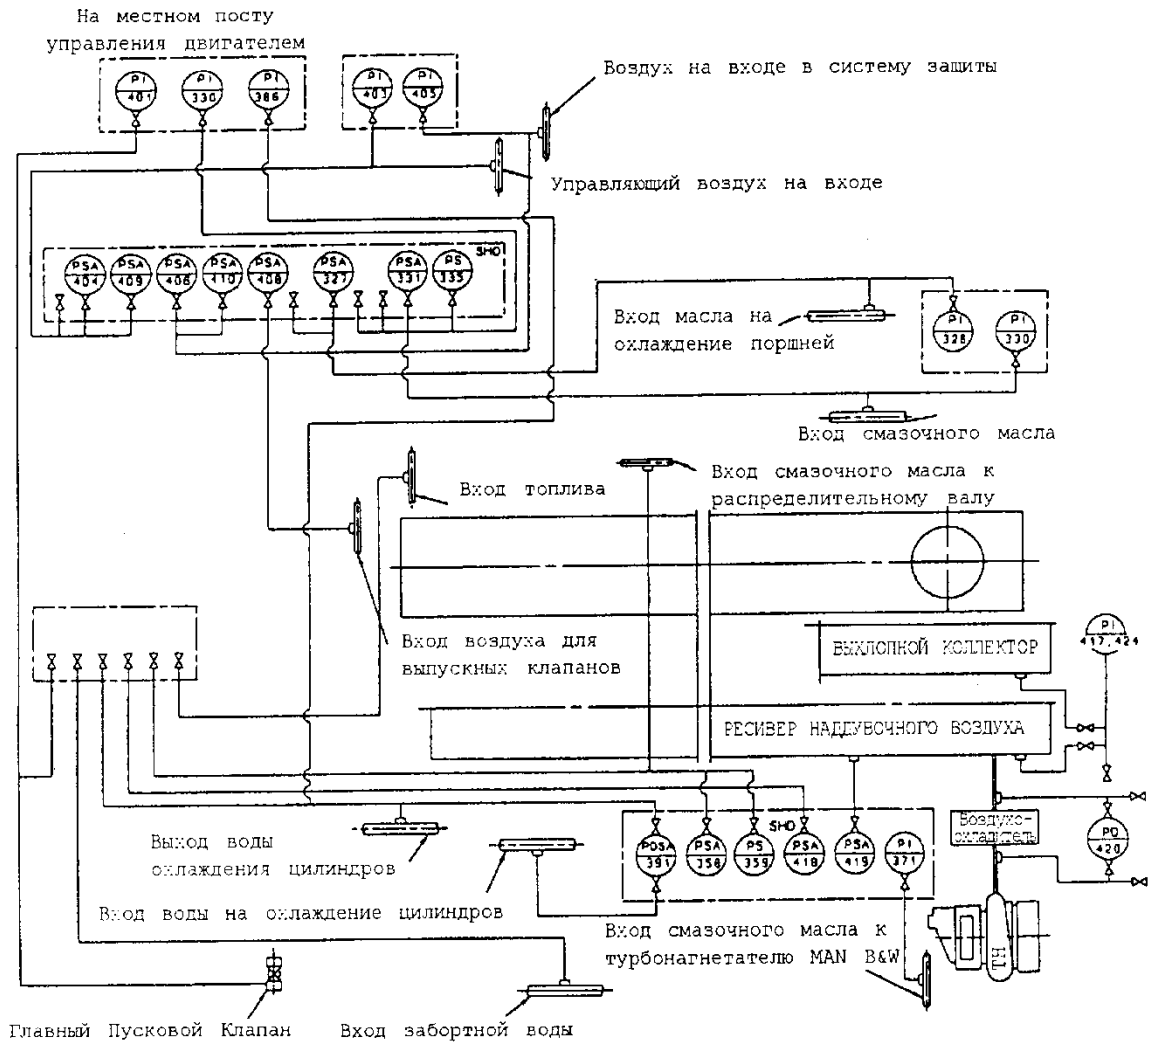 На местном посту
управления двигателем
PI
401
PI
330
PI
386
PI
403
PI
405
Воздух на входе в систему защиты
Управляющий воздух на входе
SHD
PSA
404
PSA
409
PSA
406
PSA
410
PSA
408
PSA
327
PSA
331
PS
335
Вход масла на
охлаждение поршней
PI
326
PI
330
Вход смазочного масла
Вход топлива
Вход смазочного масла к
распределительному валу
Вход воздуха для
выпускных клапанов
ВЫХЛОПНОЙ КОЛЛЕКТОР
PI
417,424
РЕСИВЕР НАДДУВОЧНОГО ВОЗДУХА
SHD
PDSA
391
PSA
358
PS
359
PSA
418
PSA
419
PI
371
Воздухо-
охладитель
PD
420
Выход воды
охлаждения цилиндров
Вход воды на охлаждение цилиндров
Вход смазочного масла к
турбонагнетателю MAN B&W
ТН
Главный Пусковой Клапан
Вход забортной воды